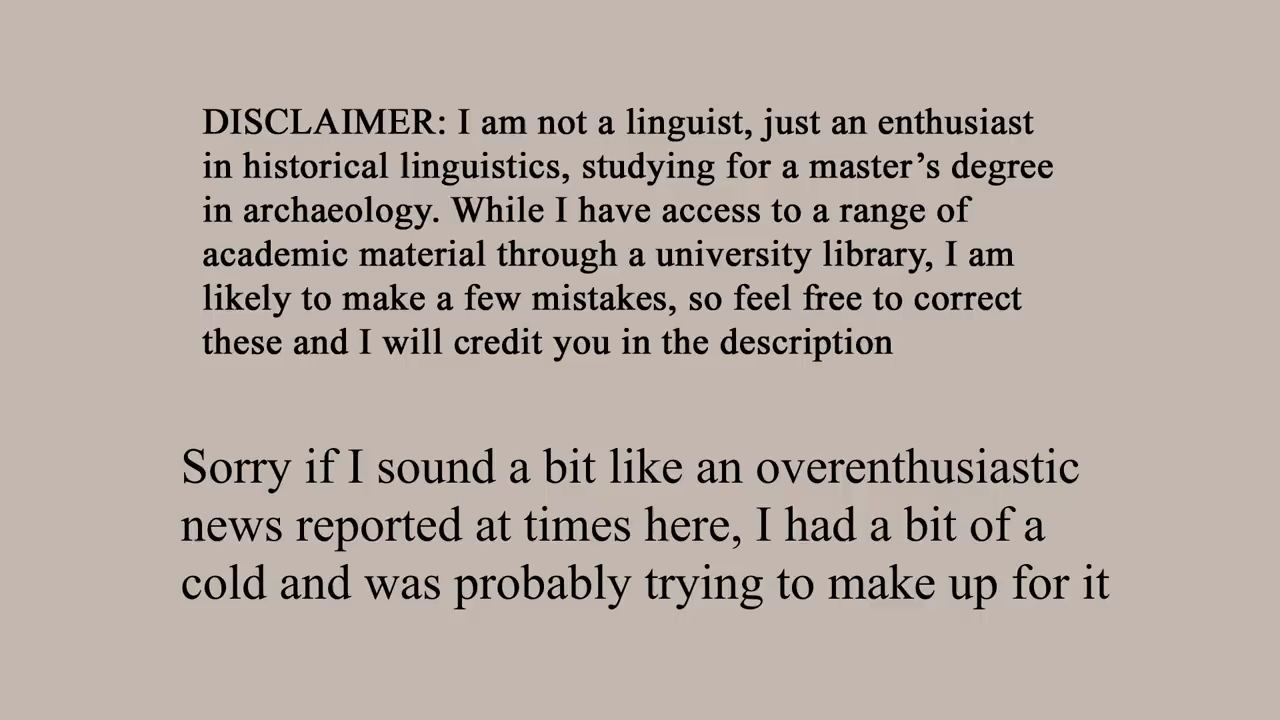 DISCLAIMER: I am not a linguist, just an enthusiast
in historical linguistics, studying for a master’s degree
in archaeology. While I have access to a range of
academic material through a university library, I am
likely to make a few mistakes, so feel free to correct
these and I will credit you in the description
Sorry if I sound a bit like an overenthusiastic
news reported at times here, I had a bit of a
cold and was probably trying to make up for it